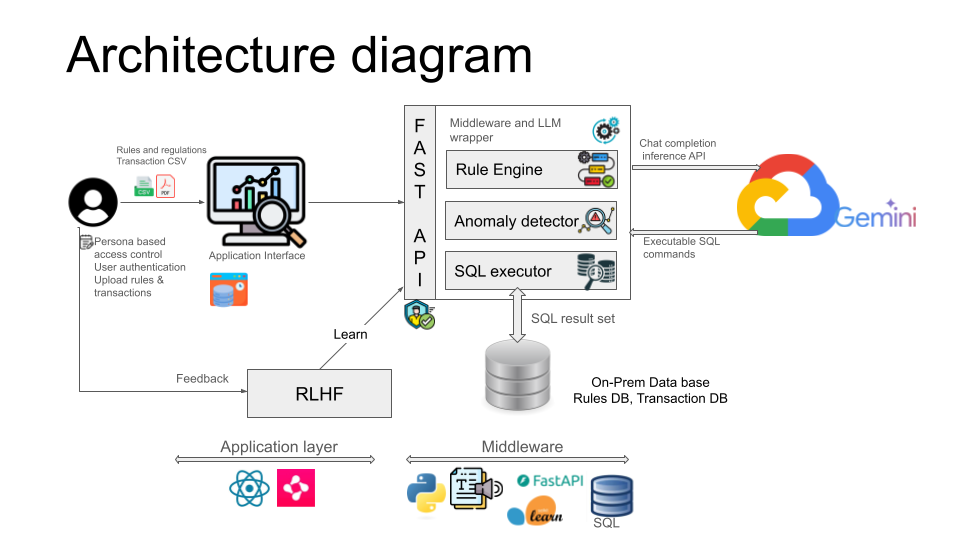 Architecture diagram
Rules and regulations
Transaction CSV
CSV
PDF
Persona based
access control
User authentication
Upload rules &
transactions
Application Interface
FAST API
Middleware and LLM
wrapper
Rule Engine
Anomaly detector
SQL executor
Chat completion
inference API
Gemini
Executable SQL
commands
SQL result set
On-Prem Data base
Rules DB, Transaction DB
Learn
Feedback
RLHF
Application layer
Middleware
T
FastAPI
learn
SQL